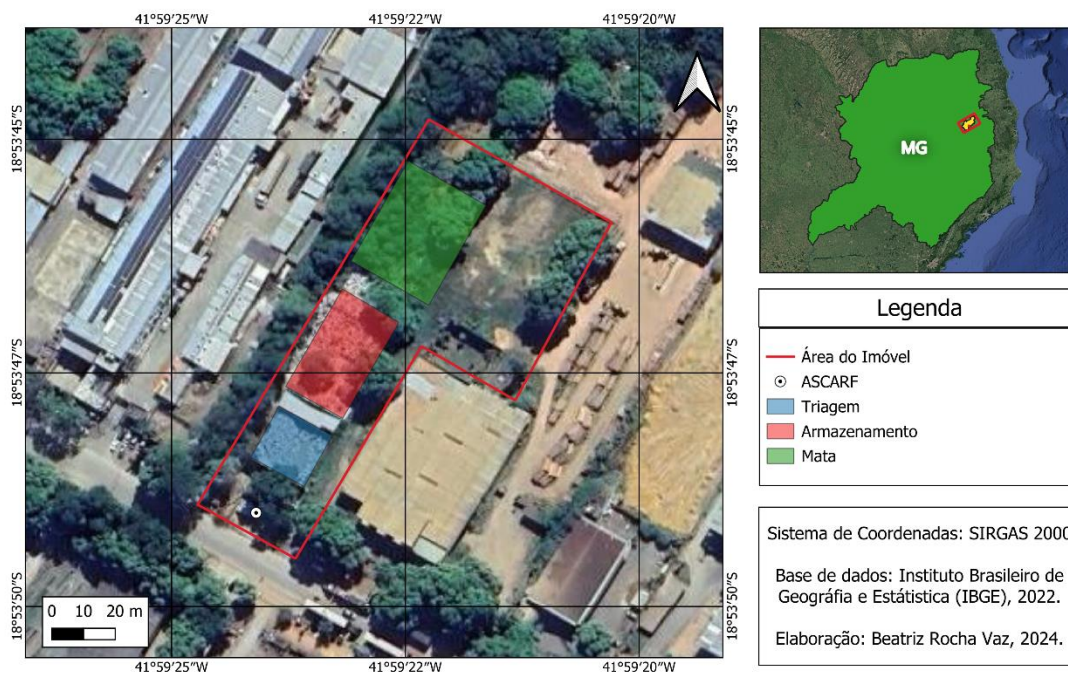 41°59′25″W
41°59′22″W
41°59′20″W
18°53′45″S
18°53′47″S
18°53′50″S
18°53′45″S
18°53′47″S
18°53′50″S
0 10 20 m
41°59′25″W
41°59′22″W
41°59′20″W
MG
Legenda
Área do Imóvel
ASCARF
Triagem
Armazenamento
Mata
Sistema de Coordenadas: SIRGAS 2000
Base de dados: Instituto Brasileiro de
Geográfia e Estátistica (IBGE), 2022.
Elaboração: Beatriz Rocha Vaz, 2024.